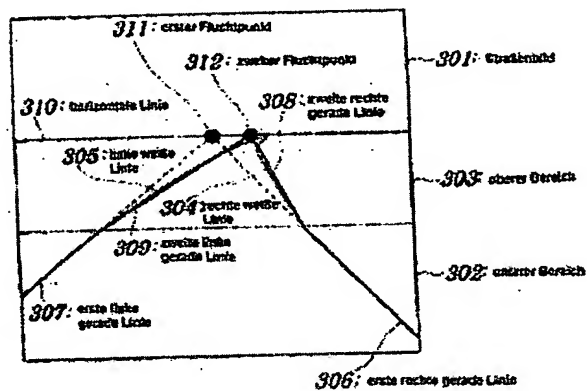 311: erster Fluchtpunkt
312: zweiter Fluchtpunkt
301: Straßenbild
310: horizontale Linie
308: zweite rechte
gerade Linie
305: linke weiße
Linie
304: rechte weiße
Linie
303: oberer Bereich
309: zweite linke
gerade Linie
302: unterer Bereich
307: erste linke
gerade Linie
306: erste rechte gerade Linie